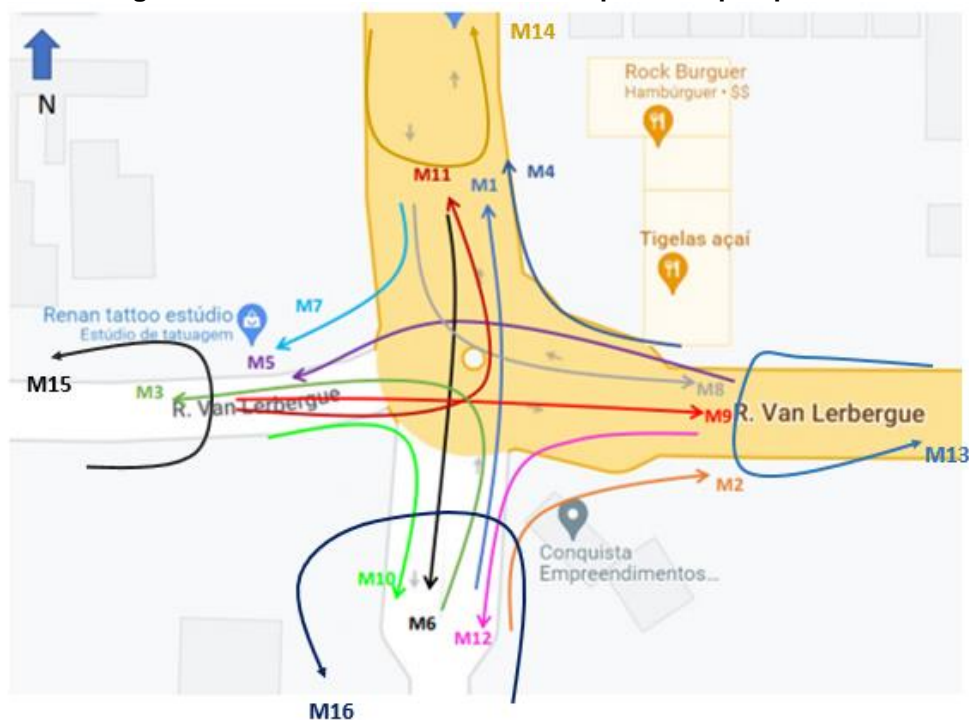 M14
Rock Burguer
Hambúrguer • $$
N
M11
M1
M4
Tigelas açaí
M7
Renan tattoo estúdio
Estúdio de tatuagem
M5
M15
M3
M8
R. Van Lerbergue
M9
R. Van Lerbergue
M13
M2
Conquista
Empreendimentos...
M10
M6
M12
M16